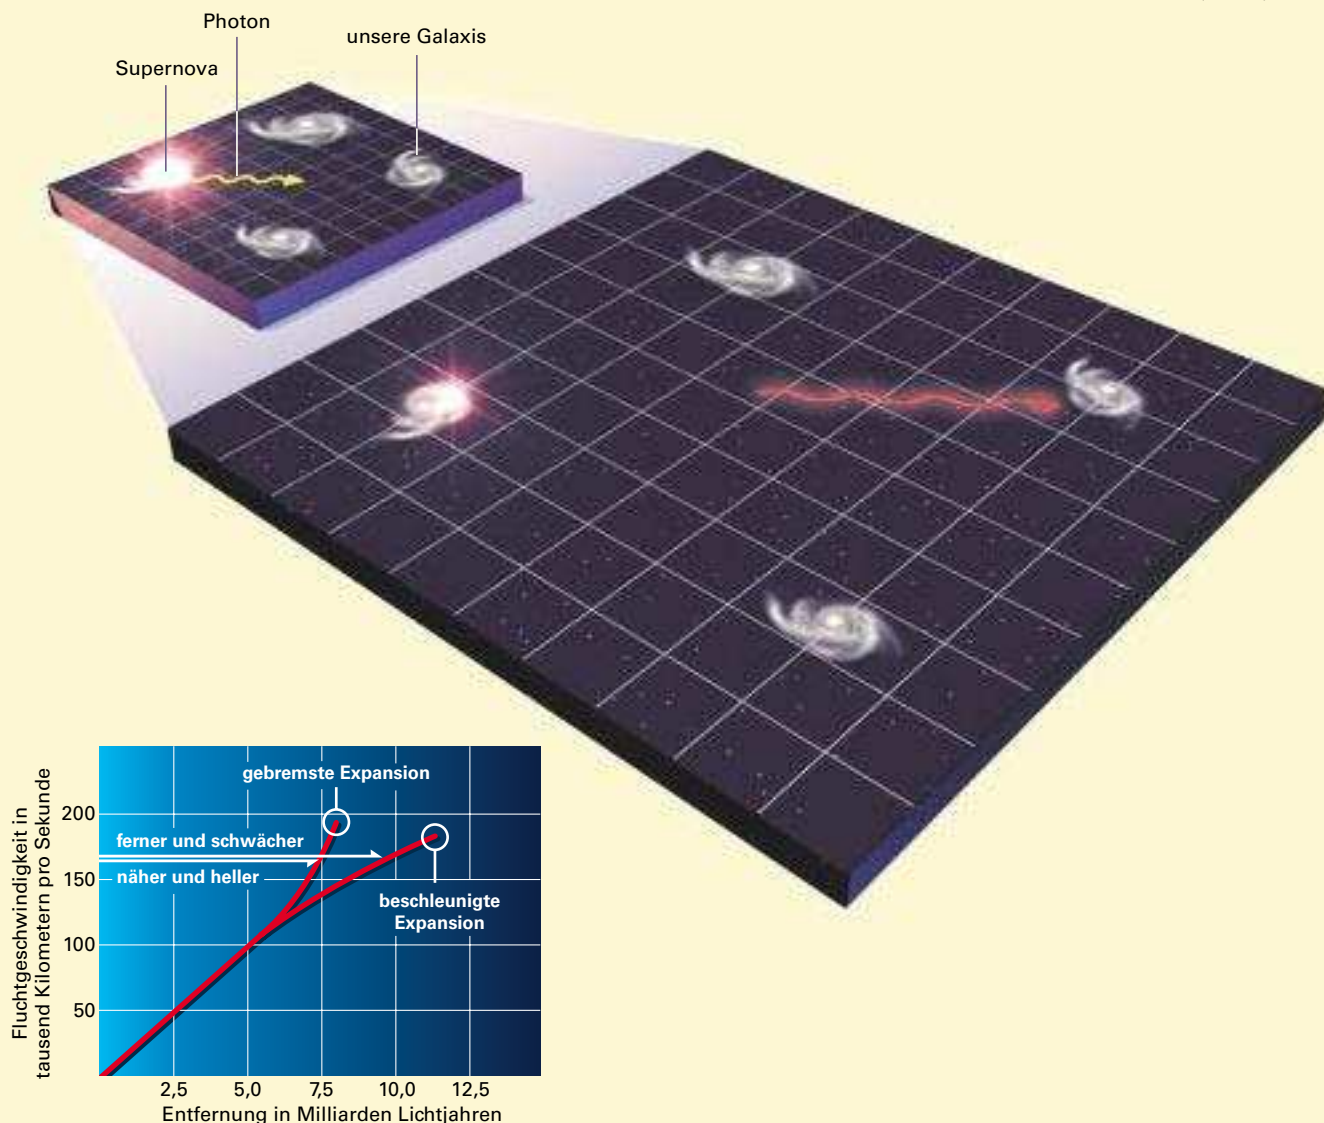 Photon
unsere Galaxis
Supernova
Fluchtgeschwindigkeit in
tausend Kilometern pro Sekunde
200
150
100
50
gebremste Expansion
ferner und schwächer
näher und heller
beschleunigte
Expansion
2,5 5,0 7,5 10,0 12,5
Entfernung in Milliarden Lichtjahren